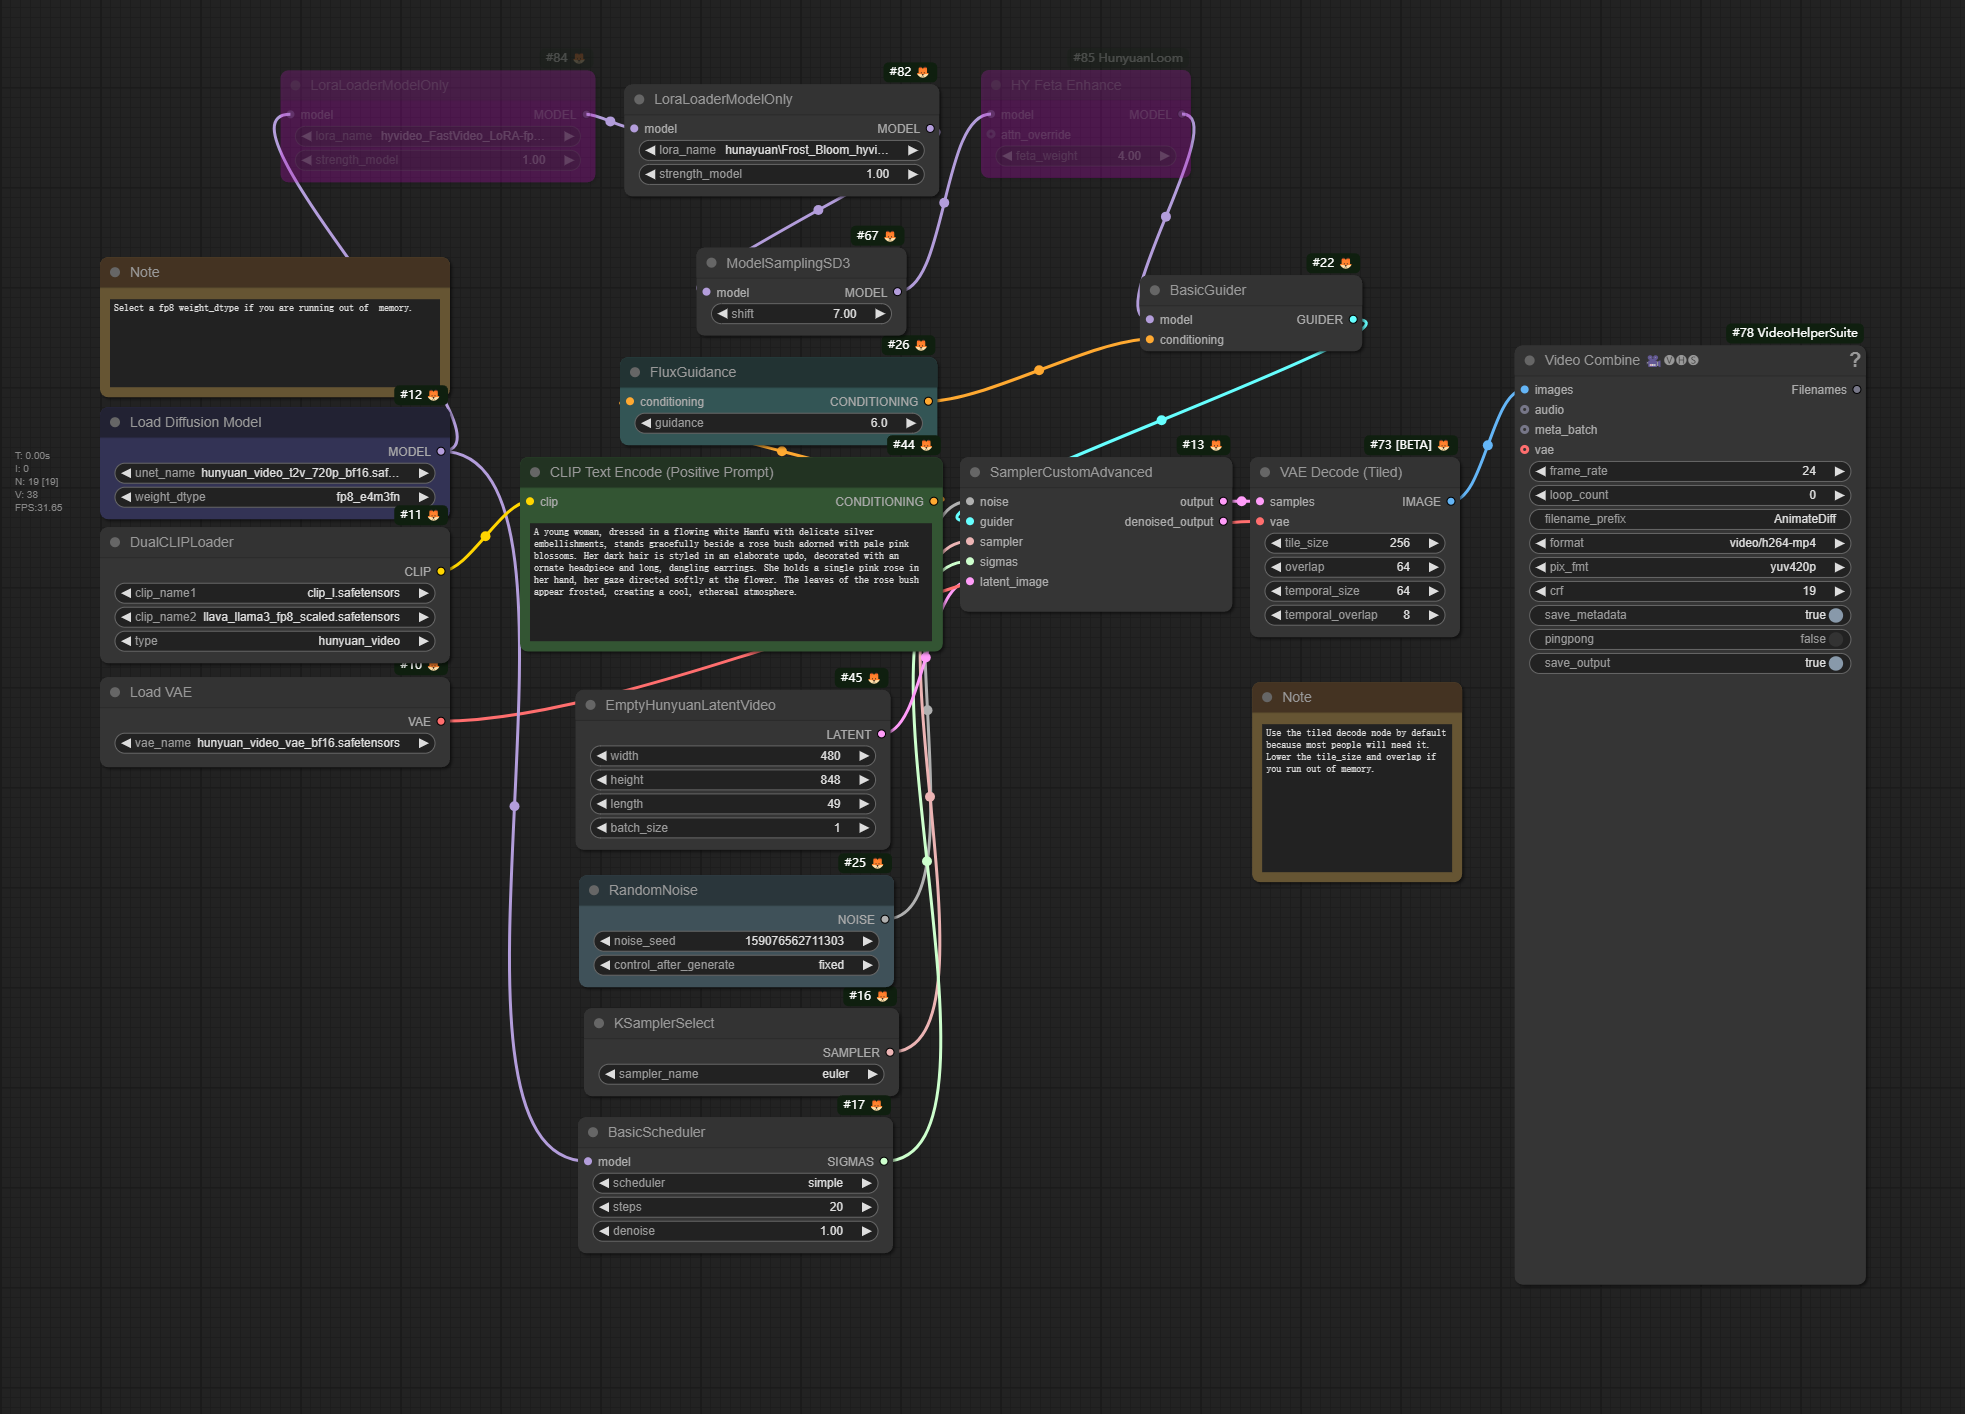 #84
LoraLoaderModelOnly
model MODEL
lora_name hyvideo_FastVideo_LoRA-fp...
strength_model 1.00
#82
LoraLoaderModelOnly
model MODEL
lora_name hunayuan\Frost_Bloom_hyvi...
strength_model 1.00
#85 HunyuanLoom
HY Feta Enhance
model MODEL
attn_override
feta_weight 4.00
#67
ModelSamplingSD3
model MODEL
shift 7.00
#22
BasicGuider
model GUIDER
conditioning
Note
Select a fp8 weight_dtype if you are running out of memory.
#26
FluxGuidance
conditioning CONDITIONING
guidance 6.0
#12
Load Diffusion Model
MODEL
unet_name hunyuan_video_t2v_720p_bf16.saf...
weight_dtype fp8_e4m3fn
T: 0.00s
I: 0
N: 19 [19]
V: 38
FPS:31.65
#11
DualCLIPLoader
CLIP
clip_name1 clip_l.safetensors
clip_name2 llava_llama3_fp8_scaled.safetensors
type hunyuan_video
#10
Load VAE
VAE
vae_name hunyuan_video_vae_bf16.safetensors
#44
CLIP Text Encode (Positive Prompt)
clip CONDITIONING
A young woman, dressed in a flowing white Hanfu with delicate silver
embellishments, stands gracefully beside a rose bush adorned with pale pink
blossoms. Her dark hair is styled in an elaborate updo, decorated with an
ornate headpiece and long, dangling earrings. She holds a single pink rose in
her hand, her gaze directed softly at the flower. The leaves of the rose bush
appear frosted, creating a cool, ethereal atmosphere.
#13
SamplerCustomAdvanced
noise output
guider denoised_output
sampler
sigmas
latent_image
#73 [BETA]
VAE Decode (Tiled)
samples IMAGE
vae
tile_size 256
overlap 64
temporal_size 64
temporal_overlap 8
#78 VideoHelperSuite
Video Combine 🎥🅥🅗🅢 ?
images Filenames
audio
meta_batch
vae
frame_rate 24
loop_count 0
filename_prefix AnimateDiff
format video/h264-mp4
pix_fmt yuv420p
crf 19
save_metadata true
pingpong false
save_output true
#45
EmptyHunyuanLatentVideo
LATENT
width 480
height 848
length 49
batch_size 1
Note
Use the tiled decode node by default
because most people will need it.
Lower the tile_size and overlap if
you run out of memory.
#25
RandomNoise
NOISE
noise_seed 159076562711303
control_after_generate fixed
#16
KSamplerSelect
SAMPLER
sampler_name euler
#17
BasicScheduler
model SIGMAS
scheduler simple
steps 20
denoise 1.00